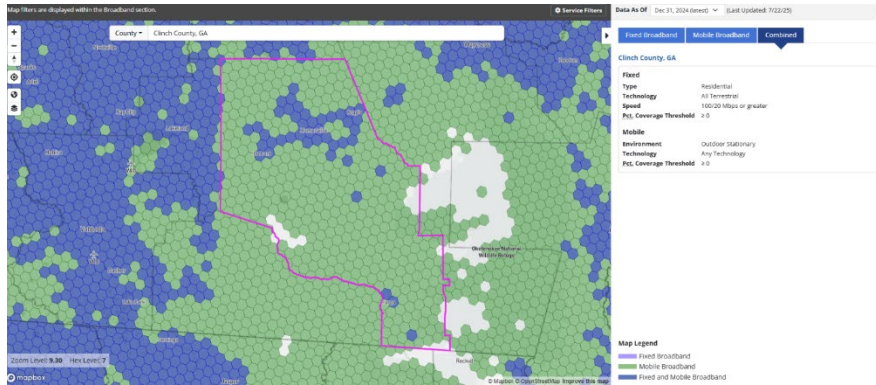 Map filters are displayed within the Broadband section.
Service Filters
Data As Of Dec 31, 2024 (latest) (Last Updated: 7/22/25)
County Clinch County, GA
Fixed Broadband Mobile Broadband Combined
Clinch County, GA
Fixed
Type Residential
Technology All Terrestrial
Speed 100/20 Mbps or greater
Pct. Coverage Threshold ≥ 0
Mobile
Environment Outdoor Stationary
Technology Any Technology
Pct. Coverage Threshold ≥ 0
Okefenokee National
Wildlife Refuge
Map Legend
Fixed Broadband
Mobile Broadband
Fixed and Mobile Broadband
Zoom Level: 9.30 Hex Level: 7
mapbox
© Mapbox © OpenStreetMap Improve this map